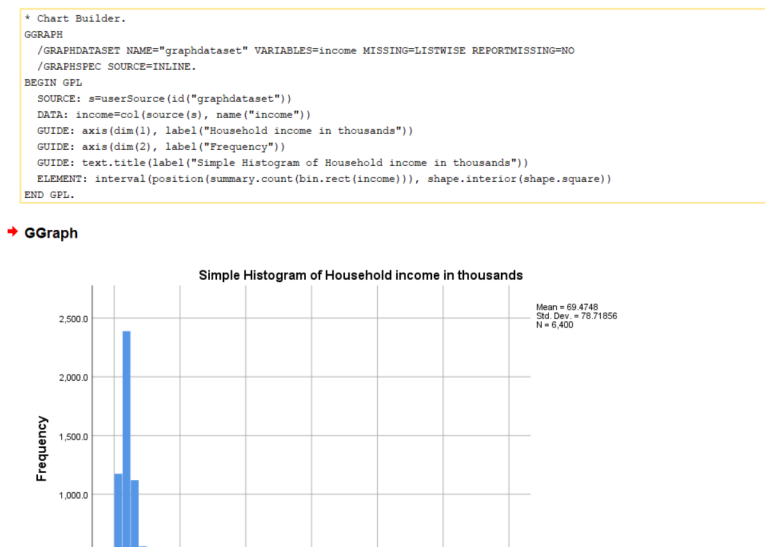 * Chart Builder.
GGRAPH
  /GRAPHDATASET NAME="graphdataset" VARIABLES=income MISSING=LISTWISE REPORTMISSING=NO
  /GRAPHSPEC SOURCE=INLINE.
BEGIN GPL
  SOURCE: s=userSource(id("graphdataset"))
  DATA: income=col(source(s), name("income"))
  GUIDE: axis(dim(1), label("Household income in thousands"))
  GUIDE: axis(dim(2), label("Frequency"))
  GUIDE: text.title(label("Simple Histogram of Household income in thousands"))
  ELEMENT: interval(position(summary.count(bin.rect(income))), shape.interior(shape.square))
END GPL.
GGraph
Simple Histogram of Household income in thousands
Mean = 69.4748
Std. Dev. = 78.71856
N = 6,400
2,500.0
2,000.0
1,500.0
1,000.0
Frequency